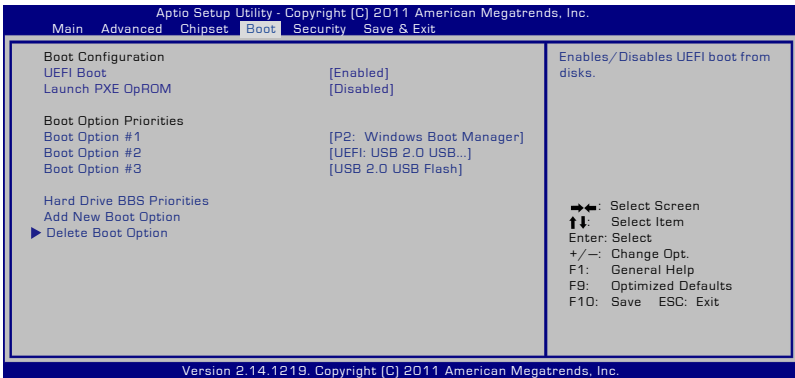 Aptio Setup Utility - Copyright (C) 2011 American Megatrends, Inc.
Main Advanced Chipset Boot Security Save & Exit
Boot Configuration
UEFI Boot [Enabled]
Launch PXE OpROM [Disabled]
Boot Option Priorities
Boot Option #1 [P2: Windows Boot Manager]
Boot Option #2 [UEFI: USB 2.0 USB...]
Boot Option #3 [USB 2.0 USB Flash]
Hard Drive BBS Priorities
Add New Boot Option
Delete Boot Option
Enables/Disables UEFI boot from
disks.
: Select Screen
: Select Item
Enter: Select
+/—: Change Opt.
F1: General Help
F9: Optimized Defaults
F10: Save ESC: Exit
Version 2.14.1219. Copyright (C) 2011 American Megatrends, Inc.